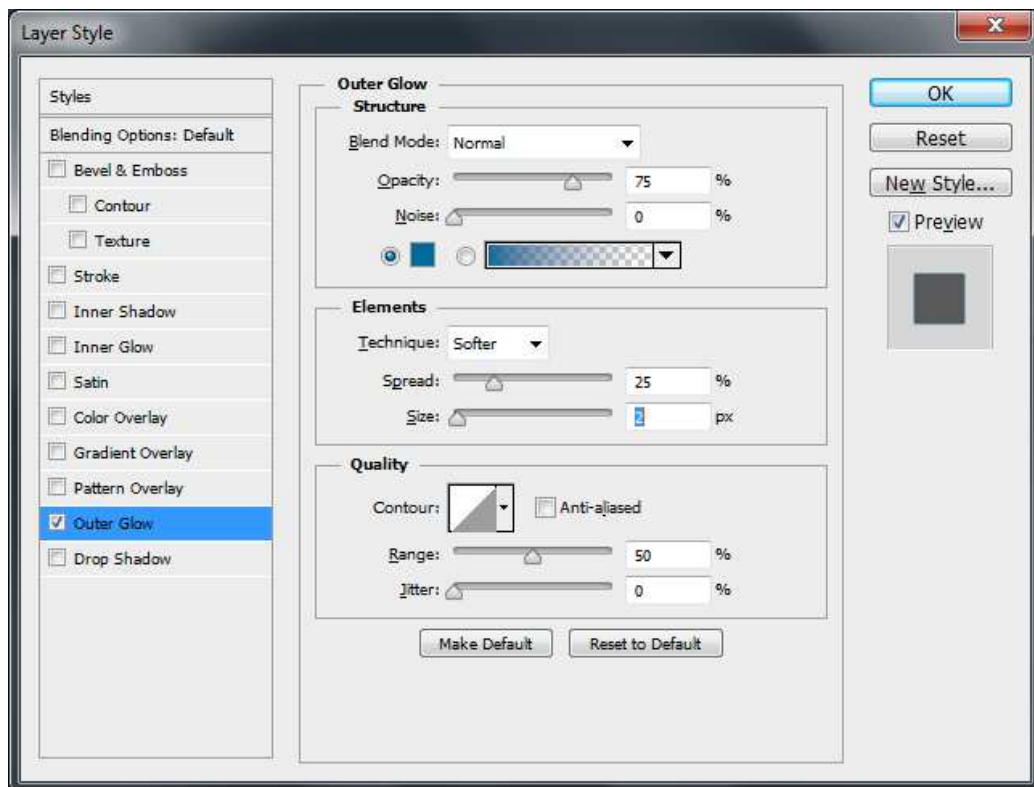 Layer Style
x
Styles
Blending Options: Default
Bevel & Emboss
Contour
Texture
Stroke
Inner Shadow
Inner Glow
Satin
Color Overlay
Gradient Overlay
Pattern Overlay
Outer Glow
Drop Shadow
Outer Glow
Structure
Blend Mode: Normal
Opacity: 75 %
Noise: 0 %
Elements
Technique: Softer
Spread: 25 %
Size: 2 px
Quality
Contour: Anti-aliased
Range: 50 %
Jitter: 0 %
Make Default Reset to Default
OK
Reset
New Style...
Preview